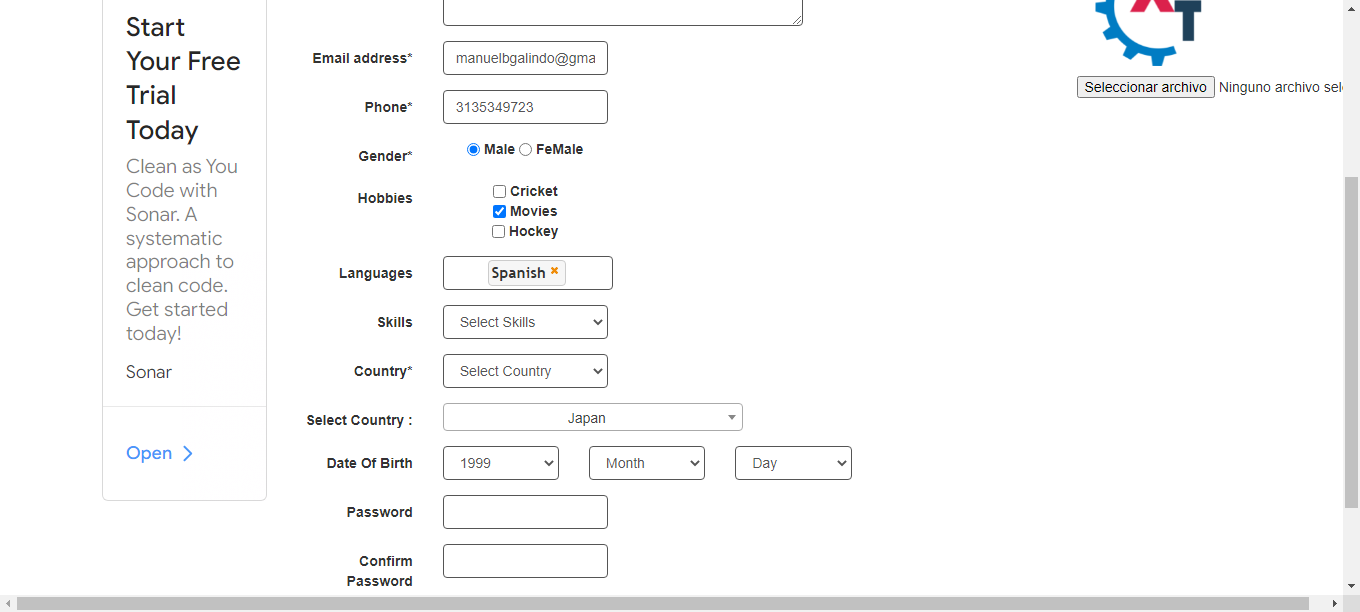 Start
Your Free
Trial
Today
Clean as You
Code with
Sonar. A
systematic
approach to
clean code.
Get started
today!
Sonar
Open
Email address*
manuelbgalindo@gma
Phone*
3135349723
Gender*
Male FeMale
Hobbies
Cricket
Movies
Hockey
Languages
Spanish
Skills
Select Skills
Country*
Select Country
Select Country :
Japan
Date Of Birth
1999 Month Day
Password
Confirm
Password
Seleccionar archivo Ninguno archivo sel